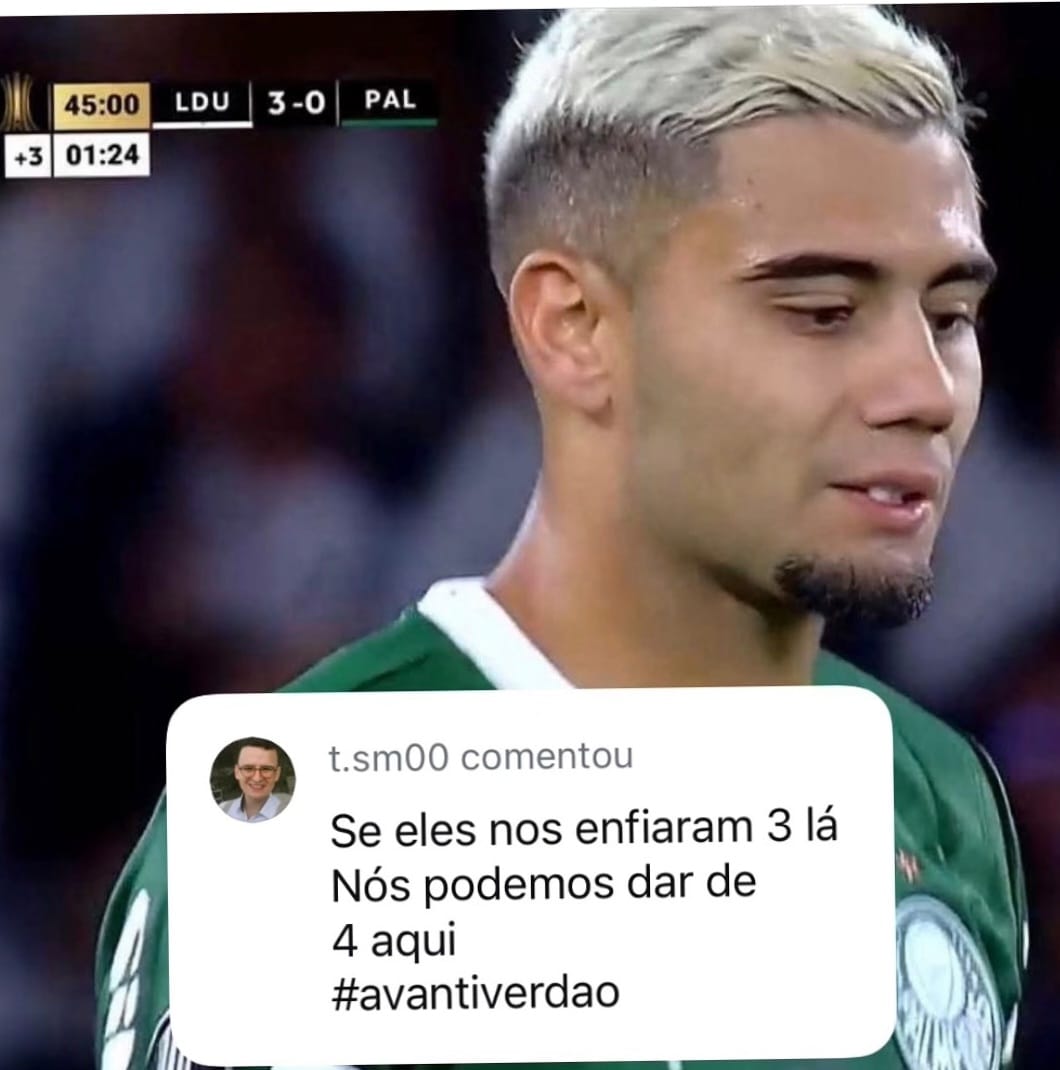 45:00 LDU 3-0 PAL
+3 01:24
t.sm00 comentou
Se eles nos enfiaram 3 lá
Nós podemos dar de
4 aqui
#avantiverdao